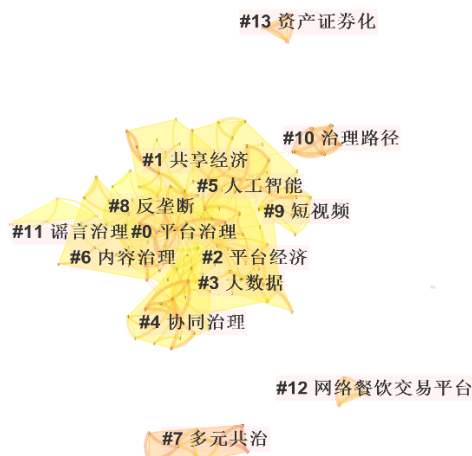 #13 资产证券化
#10 治理路径
#1 共享经济
#5 人工智能
#8 反垄断
#9 短视频
#11 谣言治理
#0 平台治理
#6 内容治理
#2 平台经济
#3 大数据
#4 协同治理
#12 网络餐饮交易平台
#7 多元共治